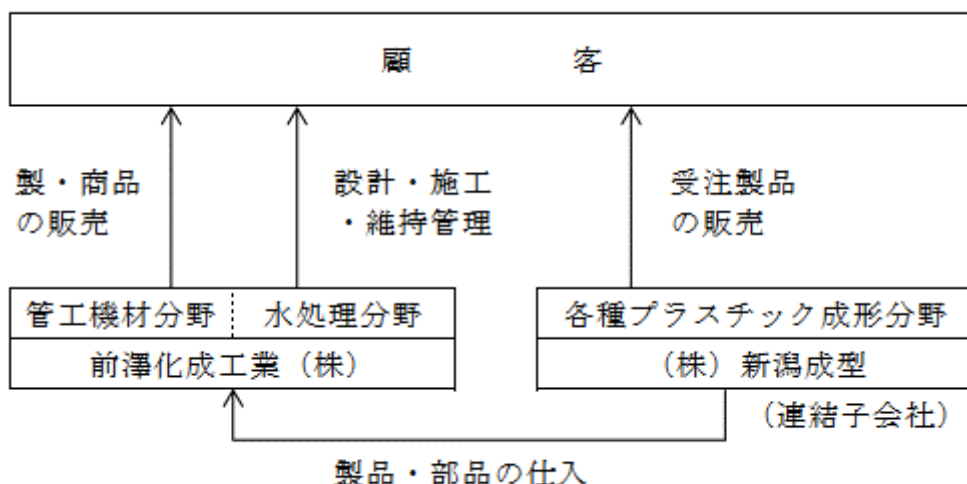 顧　客
製・商品
の販売
設計・施工
・維持管理
受注製品
の販売
管工機材分野　水処理分野
前澤化成工業（株）
各種プラスチック成形分野
（株）新潟成型
（連結子会社）
製品・部品の仕入